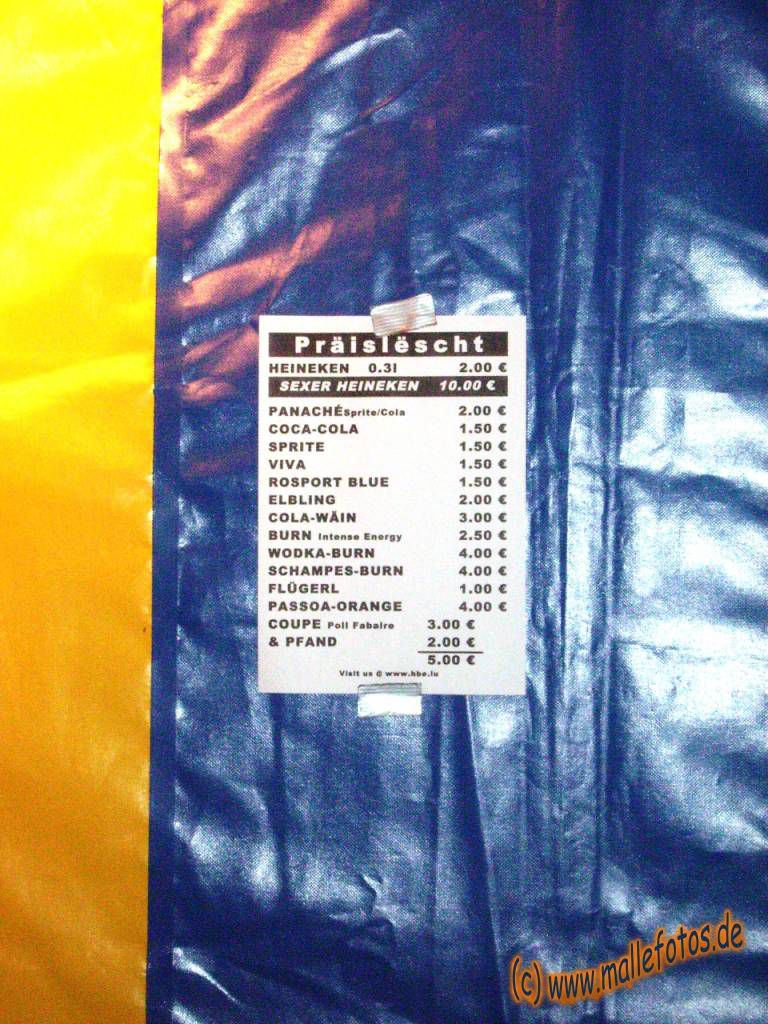 Präislëscht
HEINEKEN 0.3l 2.00 €
SEXER HEINEKEN 10.00 €
PANACHÉ Sprite/Cola 2.00 €
COCA-COLA 1.50 €
SPRITE 1.50 €
VIVA 1.50 €
ROSPORT BLUE 1.50 €
ELBLING 2.00 €
COLA-WÄIN 3.00 €
BURN Intense Energy 2.50 €
WODKA-BURN 4.00 €
SCHAMPES-BURN 4.00 €
FLÜGERL 1.00 €
PASSOA-ORANGE 4.00 €
COUPE Poll Fabaire 3.00 €
& PFAND 2.00 €
5.00 €
Visit us @ www.hbo.lu
(c) www.mallefotos.de